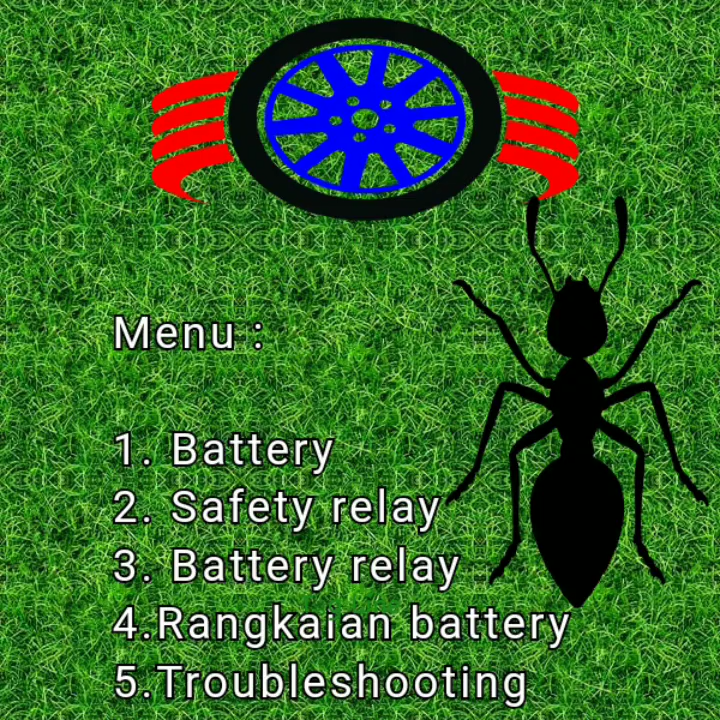 Menu :
1. Battery
2. Safety relay
3. Battery relay
4.Rangkaian battery
5.Troubleshooting